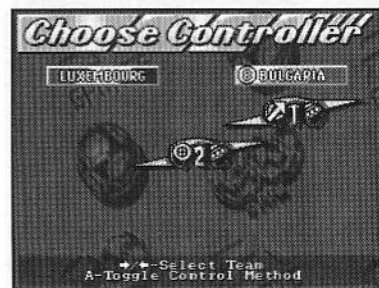 Choose Controller
LUXEMBOURG
BULGARIA
1
2
→/←-Select Team
A-Toggle Control Method